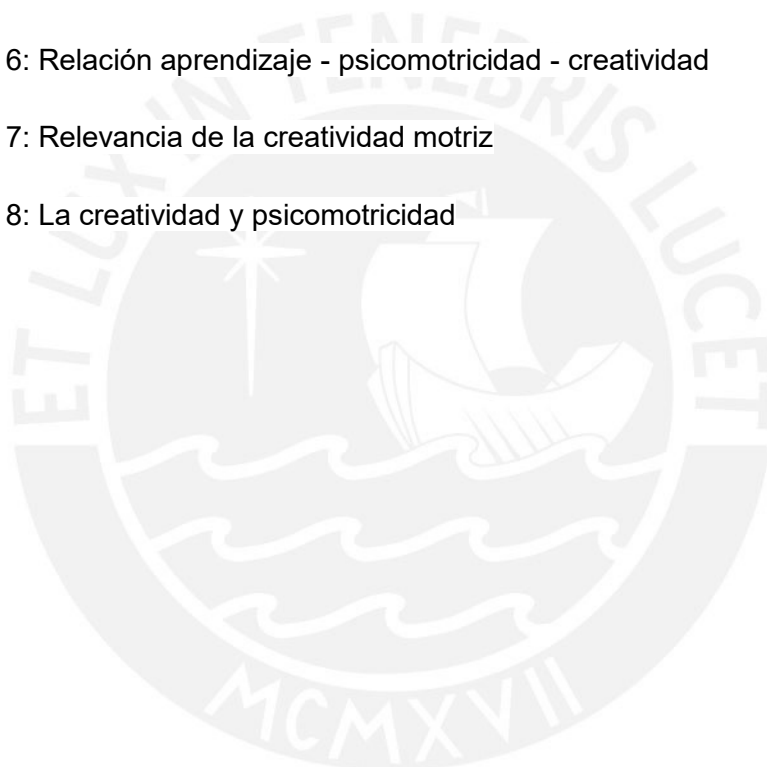 6: Relación aprendizaje - psicomotricidad - creatividad
7: Relevancia de la creatividad motriz
8: La creatividad y psicomotricidad
ET LUX IN TENEBRIS LUCET
MCMXVII